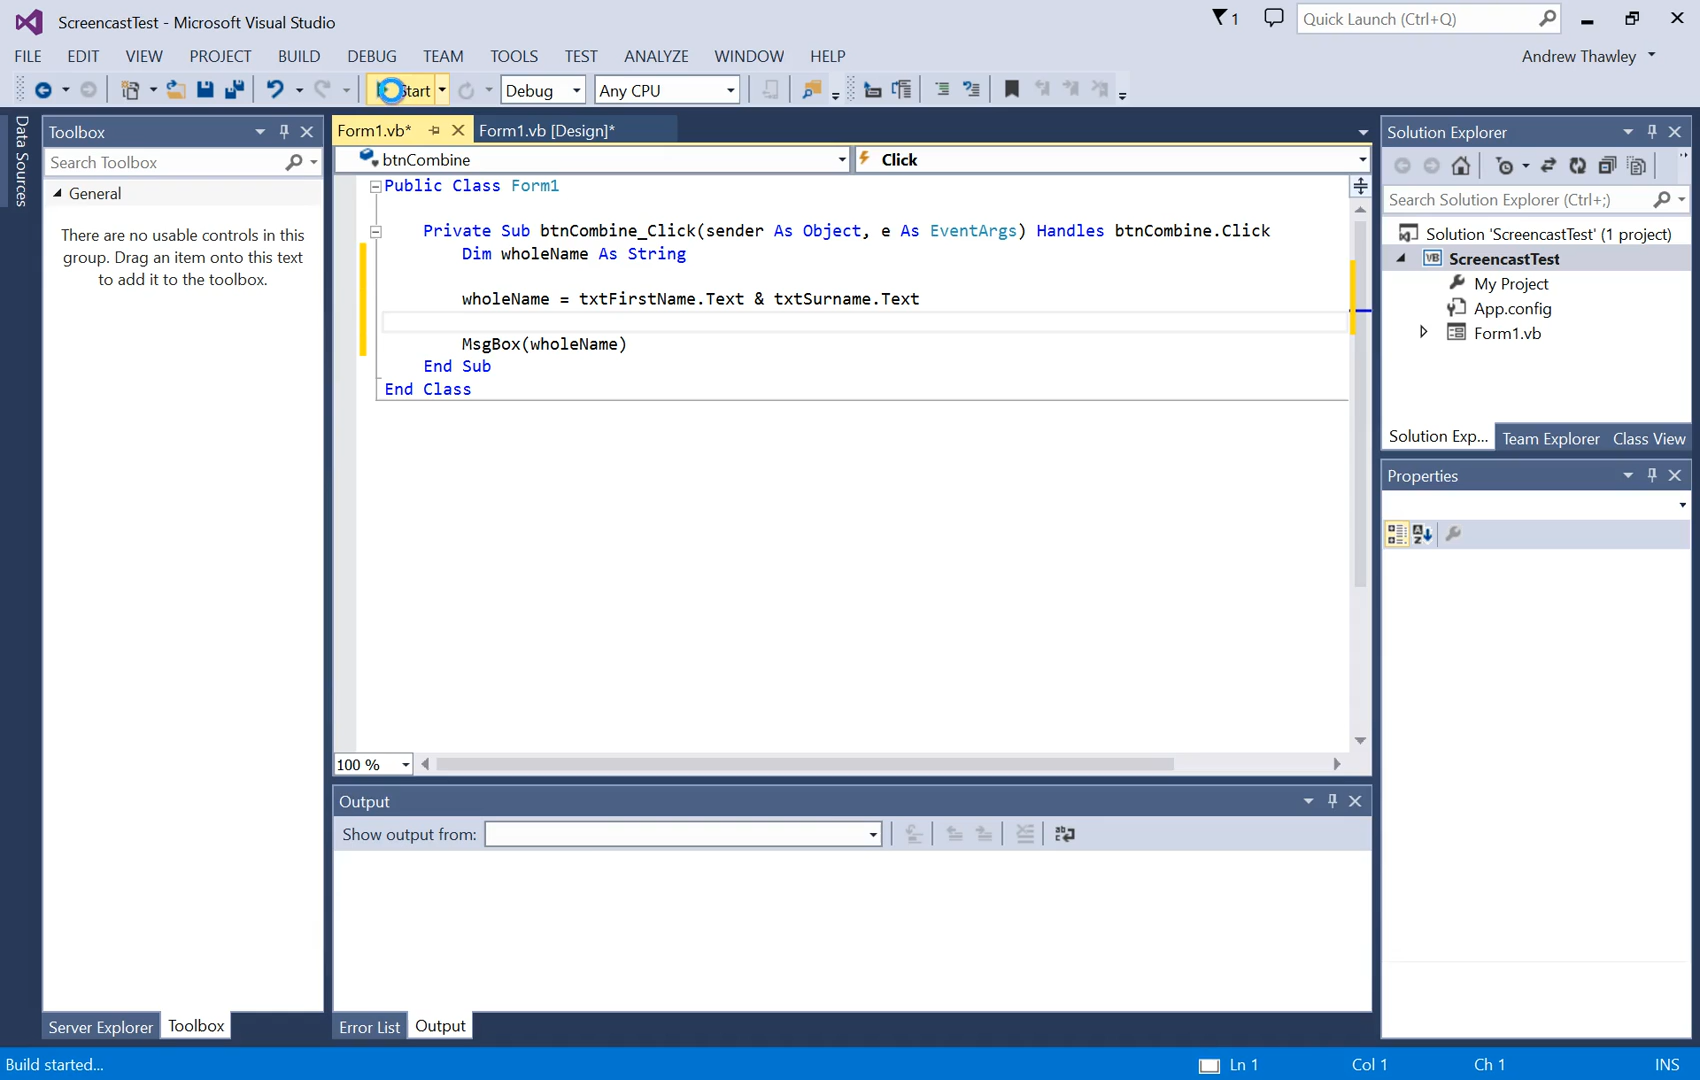 ScreencastTest - Microsoft Visual Studio
1
Quick Launch (Ctrl+Q)
FILE EDIT VIEW PROJECT BUILD DEBUG TEAM TOOLS TEST ANALYZE WINDOW HELP
Andrew Thawley
Start
Debug
Any CPU
Data Sources
Toolbox
Search Toolbox
General
There are no usable controls in this
group. Drag an item onto this text
to add it to the toolbox.
Server Explorer
Toolbox
Form1.vb*
Form1.vb [Design]*
btnCombine
Click
Public Class Form1
Private Sub btnCombine_Click(sender As Object, e As EventArgs) Handles btnCombine.Click
Dim wholeName As String
wholeName = txtFirstName.Text & txtSurname.Text
MsgBox(wholeName)
End Sub
End Class
100 %
Output
Show output from:
Error List
Output
Solution Explorer
Search Solution Explorer (Ctrl+;)
Solution 'ScreencastTest' (1 project)
VB ScreencastTest
My Project
App.config
Form1.vb
Solution Exp...
Team Explorer
Class View
Properties
Build started...
Ln 1
Col 1
Ch 1
INS